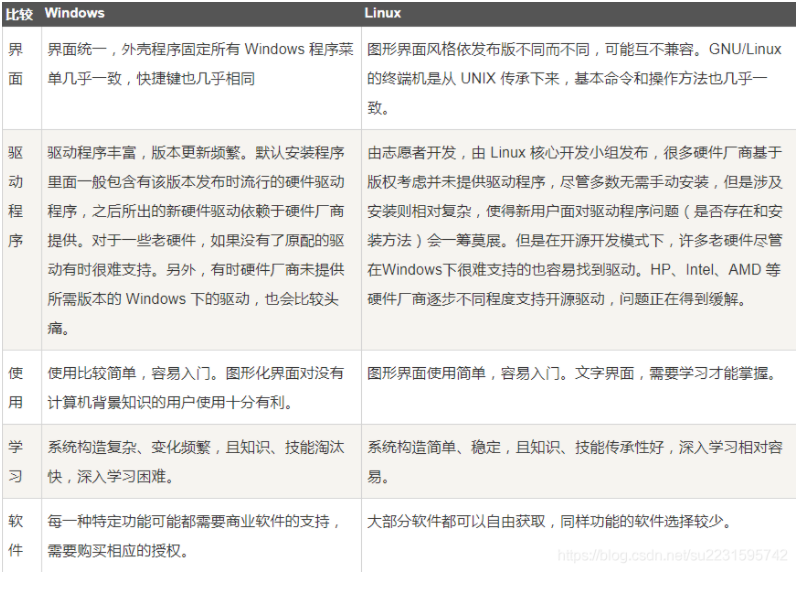 比较 Windows Linux
界面
界面统一，外壳程序固定所有 Windows 程序菜
单几乎一致，快捷键也几乎相同
图形界面风格依发布版不同而不同，可能互不兼容。GNU/Linux
的终端机是从 UNIX 传承下来，基本命令和操作方法也几乎一
致。
驱动程序
驱动程序丰富，版本更新频繁。默认安装程序
里面一般包含有该版本发布时流行的硬件驱动
程序，之后所出的新硬件驱动依赖于硬件厂商
提供。对于一些老硬件，如果没有了原配的驱
动有时很难支持。另外，有时硬件厂商未提供
所需版本的 Windows 下的驱动，也会比较头
痛。
由志愿者开发，由 Linux 核心开发小组发布，很多硬件厂商基于
版权考虑并未提供驱动程序，尽管多数无需手动安装，但是涉及
安装则相对复杂，使得新用户面对驱动程序问题（是否存在和安
装方法）会一筹莫展。但是在开源开发模式下，许多老硬件尽管
在Windows下很难支持的也容易找到驱动。HP、Intel、AMD 等
硬件厂商逐步不同程度支持开源驱动，问题正在得到缓解。
使用
使用比较简单，容易入门。图形化界面对没有
计算机背景知识的用户使用十分有利。
图形界面使用简单，容易入门。文字界面，需要学习才能掌握。
学习
系统构造复杂、变化频繁，且知识、技能淘汰
快，深入学习困难。
系统构造简单、稳定，且知识、技能传承性好，深入学习相对容
易。
软件
每一种特定功能可能都需要商业软件的支持，
需要购买相应的授权。
大部分软件都可以自由获取，同样功能的软件选择较少。
https://blog.csdn.net/su2231595742